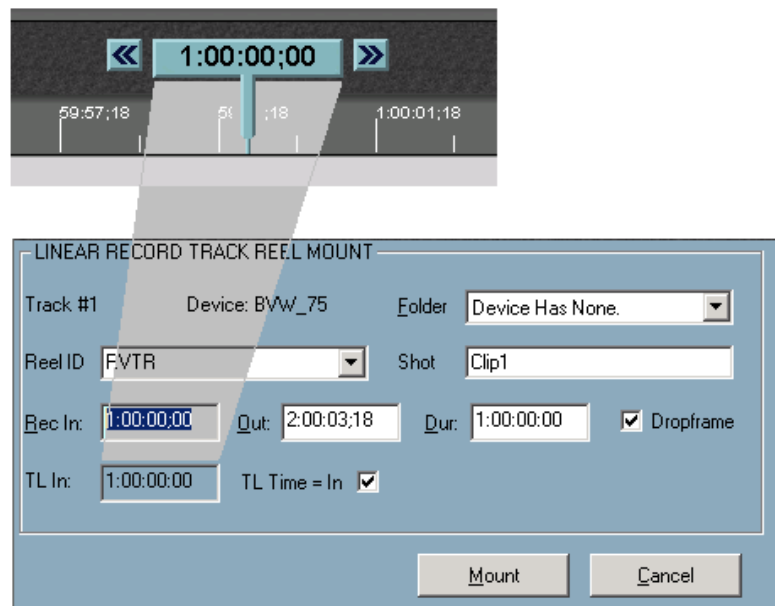 1:00:00;00
59:57;18 ;18 1:00:01;18
LINEAR RECORD TRACK REEL MOUNT
Track #1 Device: BVW_75 Folder Device Has None.
Reel ID RVTR Shot Clip1
Rec In: 1:00:00;00 Out: 2:00:03;18 Dur: 1:00:00:00 Dropframe
TL In: 1:00:00:00 TL Time = In
Mount Cancel